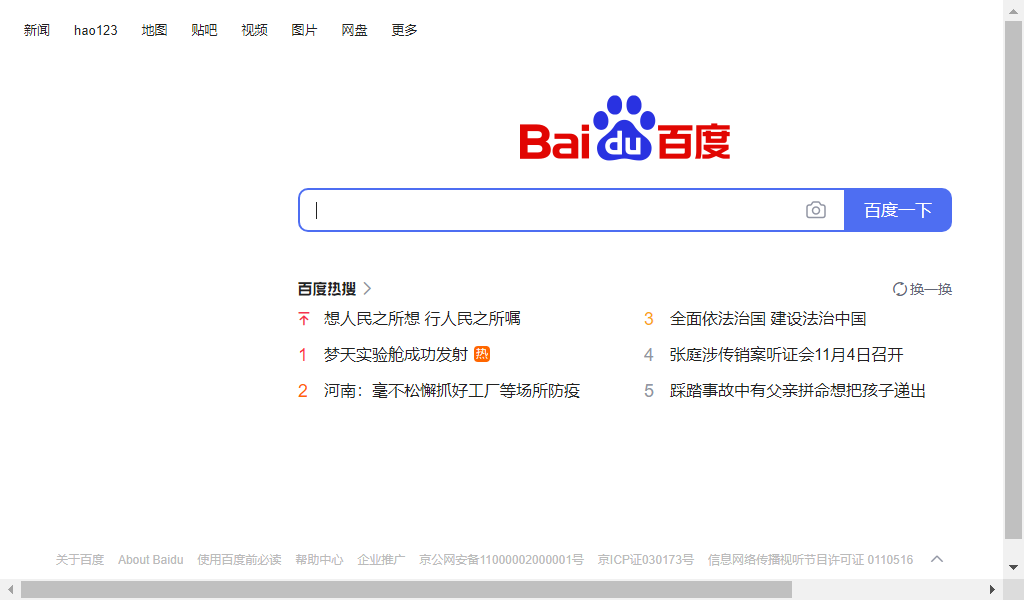 新闻 hao123 地图 贴吧 视频 图片 网盘 更多
Bai du 百度
百度一下
百度热搜 换一换
想人民之所想 行人民之所嘱
1 梦天实验舱成功发射 热
2 河南：毫不松懈抓好工厂等场所防疫
3 全面依法治国 建设法治中国
4 张庭涉传销案听证会11月4日召开
5 踩踏事故中有父亲拼命想把孩子递出
关于百度 About Baidu 使用百度前必读 帮助中心 企业推广 京公网安备11000002000001号 京ICP证030173号 信息网络传播视听节目许可证 0110516